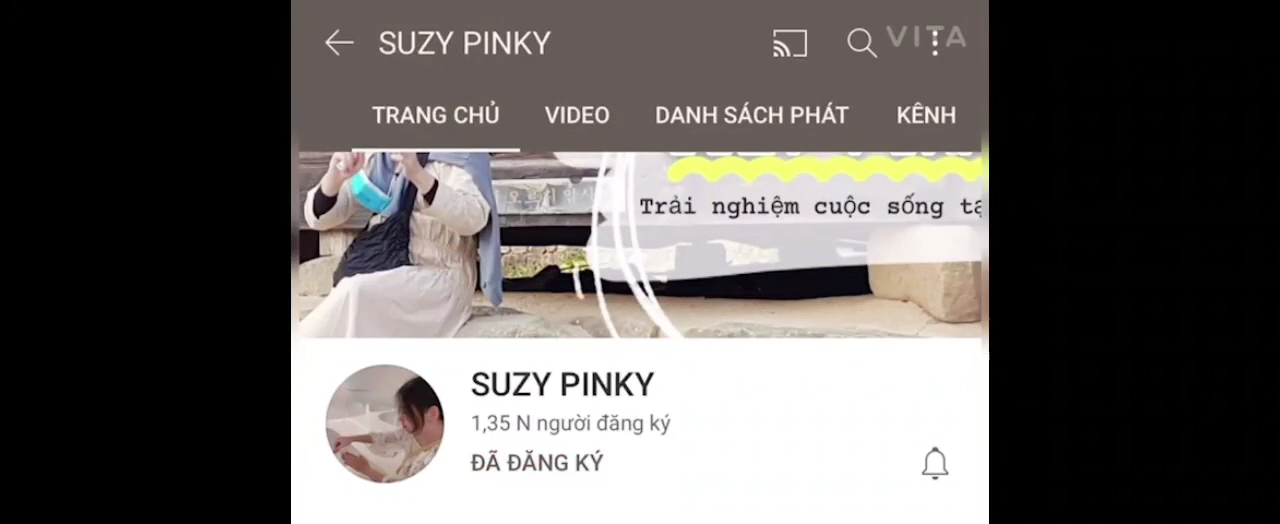 SUZY PINKY
VITA
TRANG CHỦ VIDEO DANH SÁCH PHÁT KÊNH
Trải nghiệm cuộc sống tạ
SUZY PINKY
1,35 N người đăng ký
ĐÃ ĐĂNG KÝ